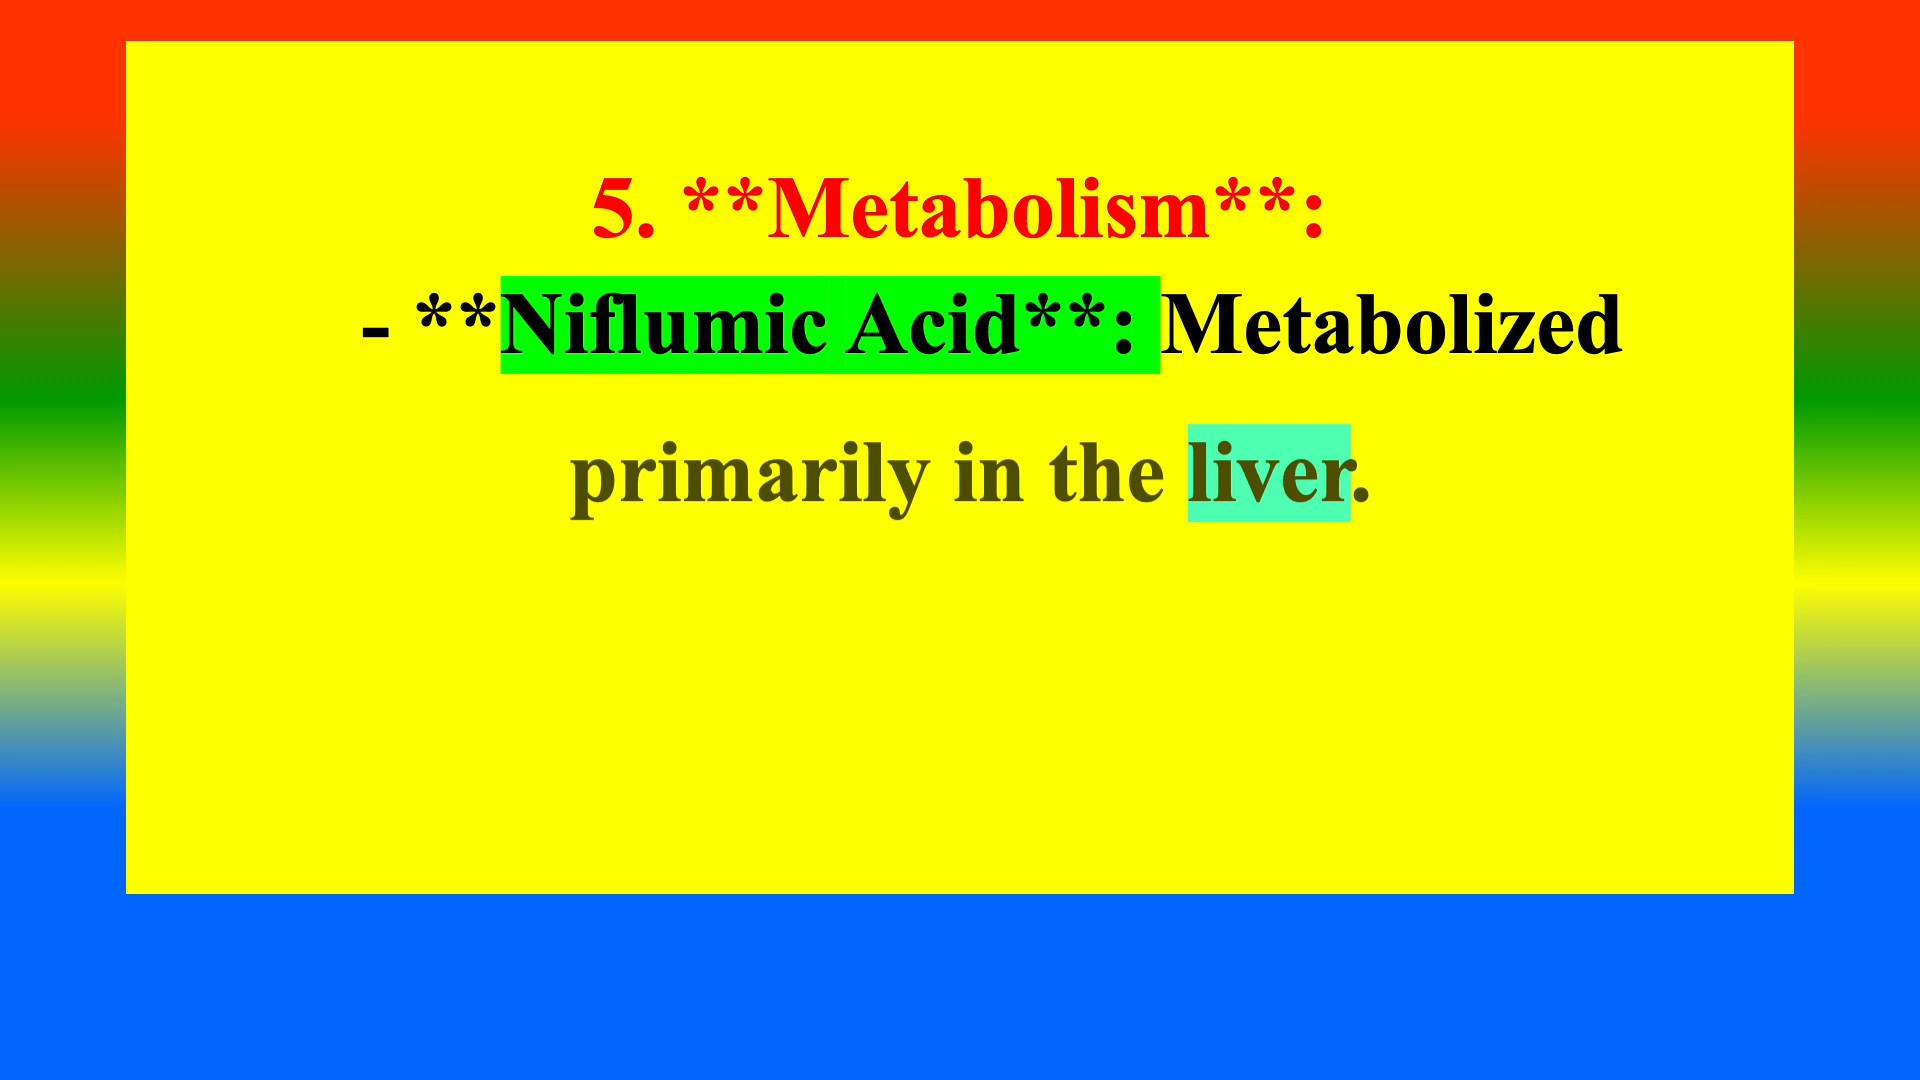 5. **Metabolism**:
- **Niflumic Acid**: Metabolized
primarily in the liver.